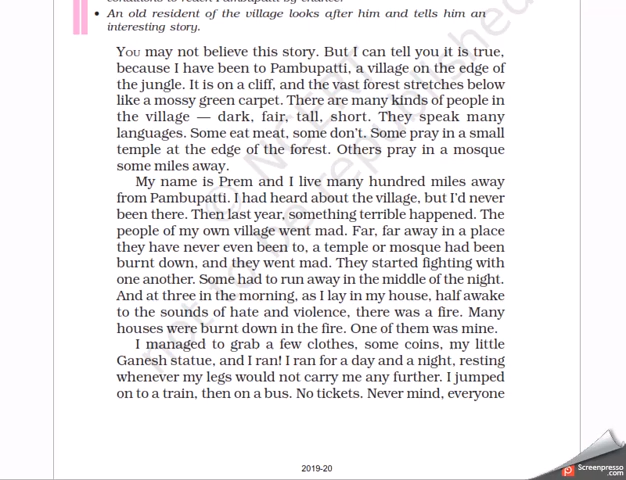 • An old resident of the village looks after him and tells him an
interesting story.
YOU may not believe this story. But I can tell you it is true,
because I have been to Pambupatti, a village on the edge of
the jungle. It is on a cliff, and the vast forest stretches below
like a mossy green carpet. There are many kinds of people in
the village — dark, fair, tall, short. They speak many
languages. Some eat meat, some don't. Some pray in a small
temple at the edge of the forest. Others pray in a mosque
some miles away.
My name is Prem and I live many hundred miles away
from Pambupatti. I had heard about the village, but I'd never
been there. Then last year, something terrible happened. The
people of my own village went mad. Far, far away in a place
they have never even been to, a temple or mosque had been
burnt down, and they went mad. They started fighting with
one another. Some had to run away in the middle of the night.
And at three in the morning, as I lay in my house, half awake
to the sounds of hate and violence, there was a fire. Many
houses were burnt down in the fire. One of them was mine.
I managed to grab a few clothes, some coins, my little
Ganesh statue, and I ran! I ran for a day and a night, resting
whenever my legs would not carry me any further. I jumped
on to a train, then on a bus. No tickets. Never mind, everyone
2019-20
© NCERT
not to be republished
Screenpresso
.com